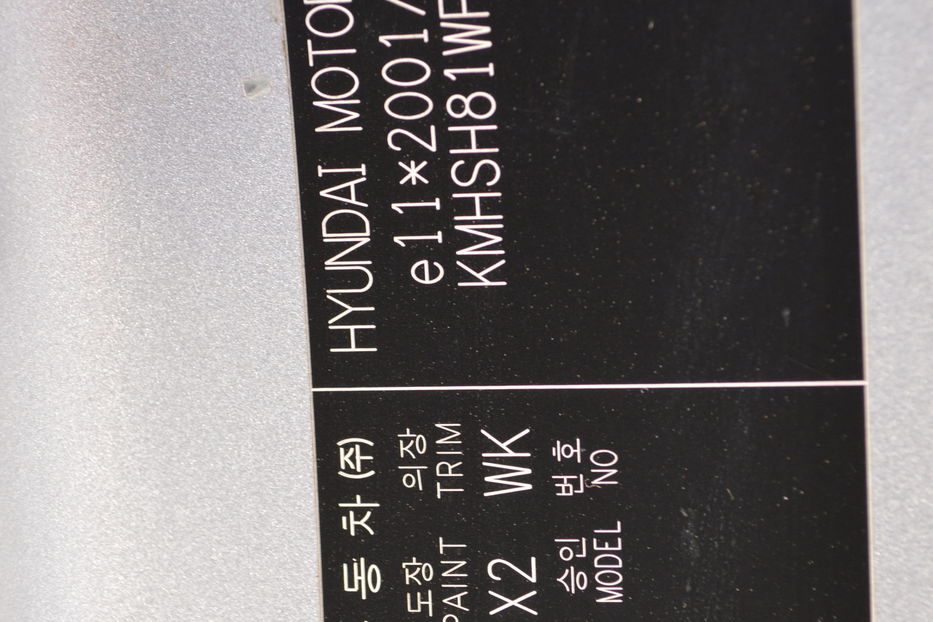 동 차 (주)
도장 의장
PAINT TRIM
X2 WK
승인 번호
MODEL NO
HYUNDAI MOTO
e11*2001/
KMHSH81W